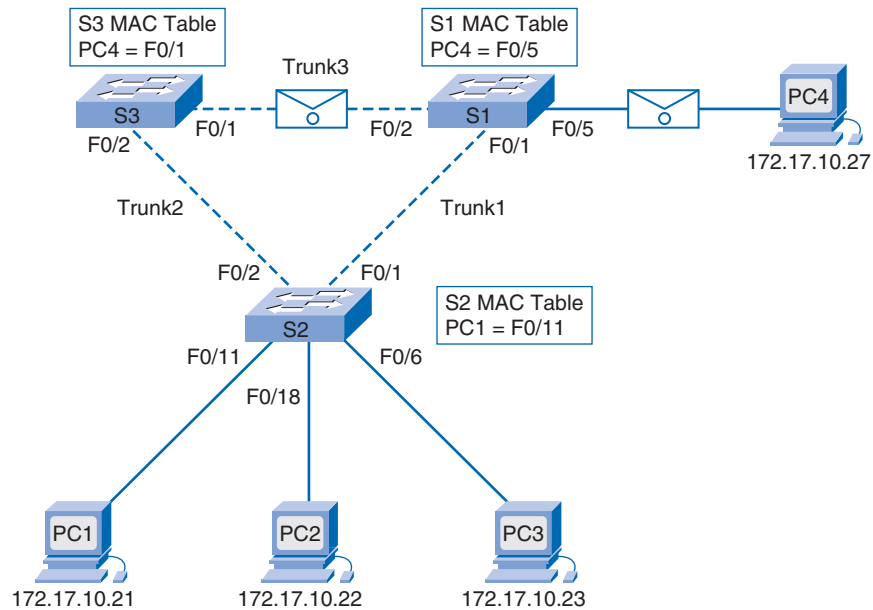 S3 MAC Table
PC4 = F0/1
S1 MAC Table
PC4 = F0/5
Trunk3
S3
F0/1
F0/2
S1
F0/5
PC4
F0/2
F0/1
172.17.10.27
Trunk2
Trunk1
F0/2
F0/1
S2 MAC Table
PC1 = F0/11
S2
F0/11
F0/6
F0/18
PC1
PC2
PC3
172.17.10.21
172.17.10.22
172.17.10.23